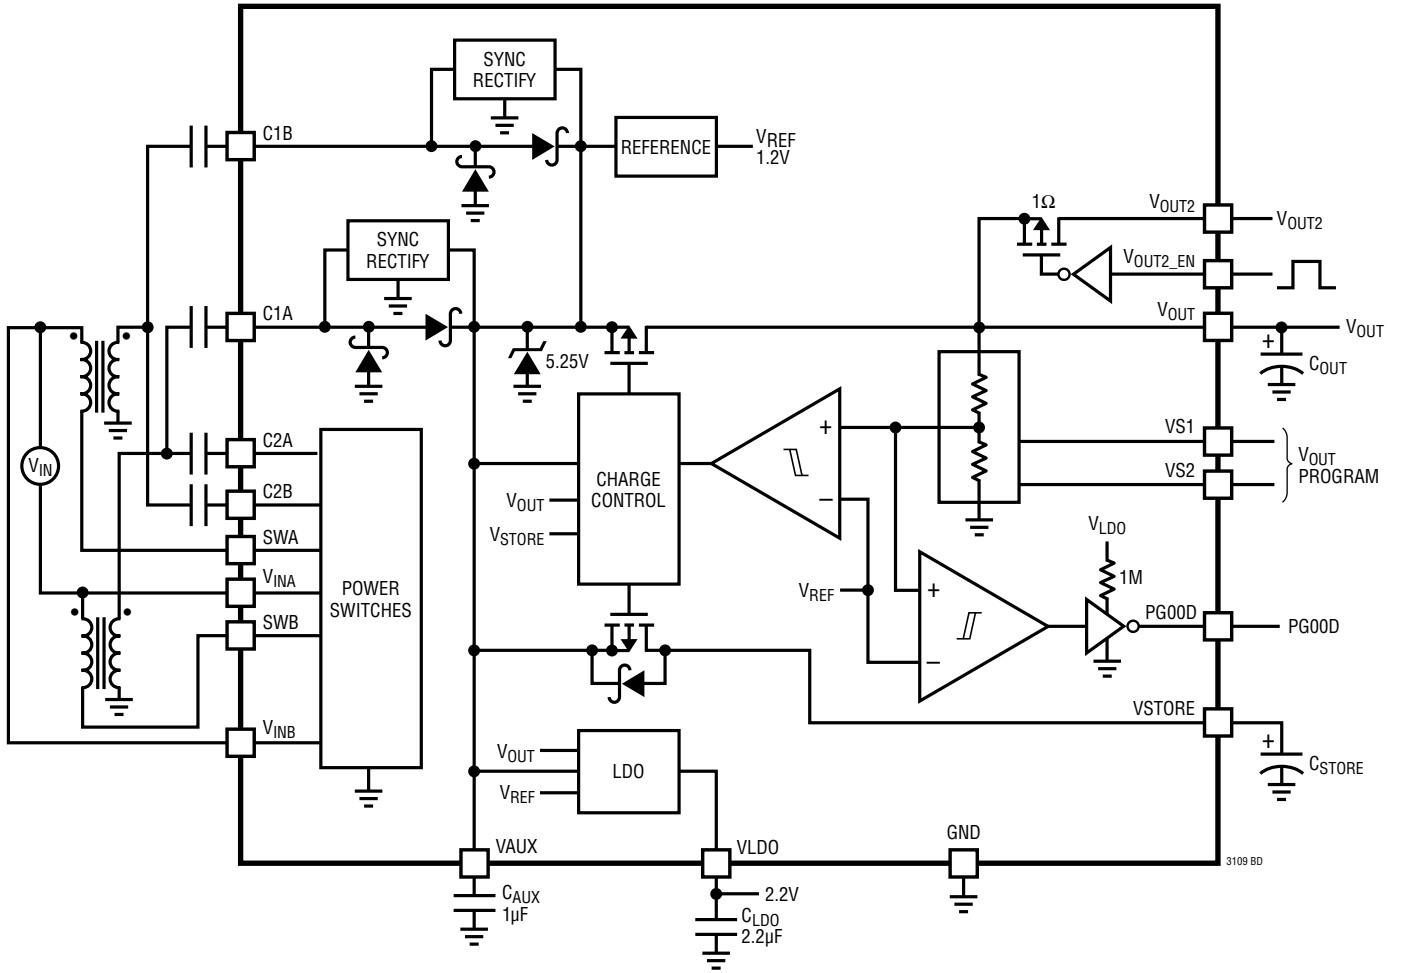 SYNC
RECTIFY
C1B
REFERENCE
VREF
1.2V
1Ω
VOUT2
VOUT2
SYNC
RECTIFY
VOUT2_EN
C1A
VOUT
VOUT
5.25V
COUT
+
C2A
+
VS1
VIN
VOUT
PROGRAM
VS2
CHARGE
CONTROL
C2B
VOUT
–
VSTORE
SWA
VLDO
VINA
1M
POWER
SWITCHES
VREF
+
PGOOD
PGOOD
SWB
–
VSTORE
VINB
+
CSTORE
VOUT
LDO
VREF
VAUX
VLDO
GND
3109 BD
CAUX
1µF
2.2V
CLDO
2.2µF